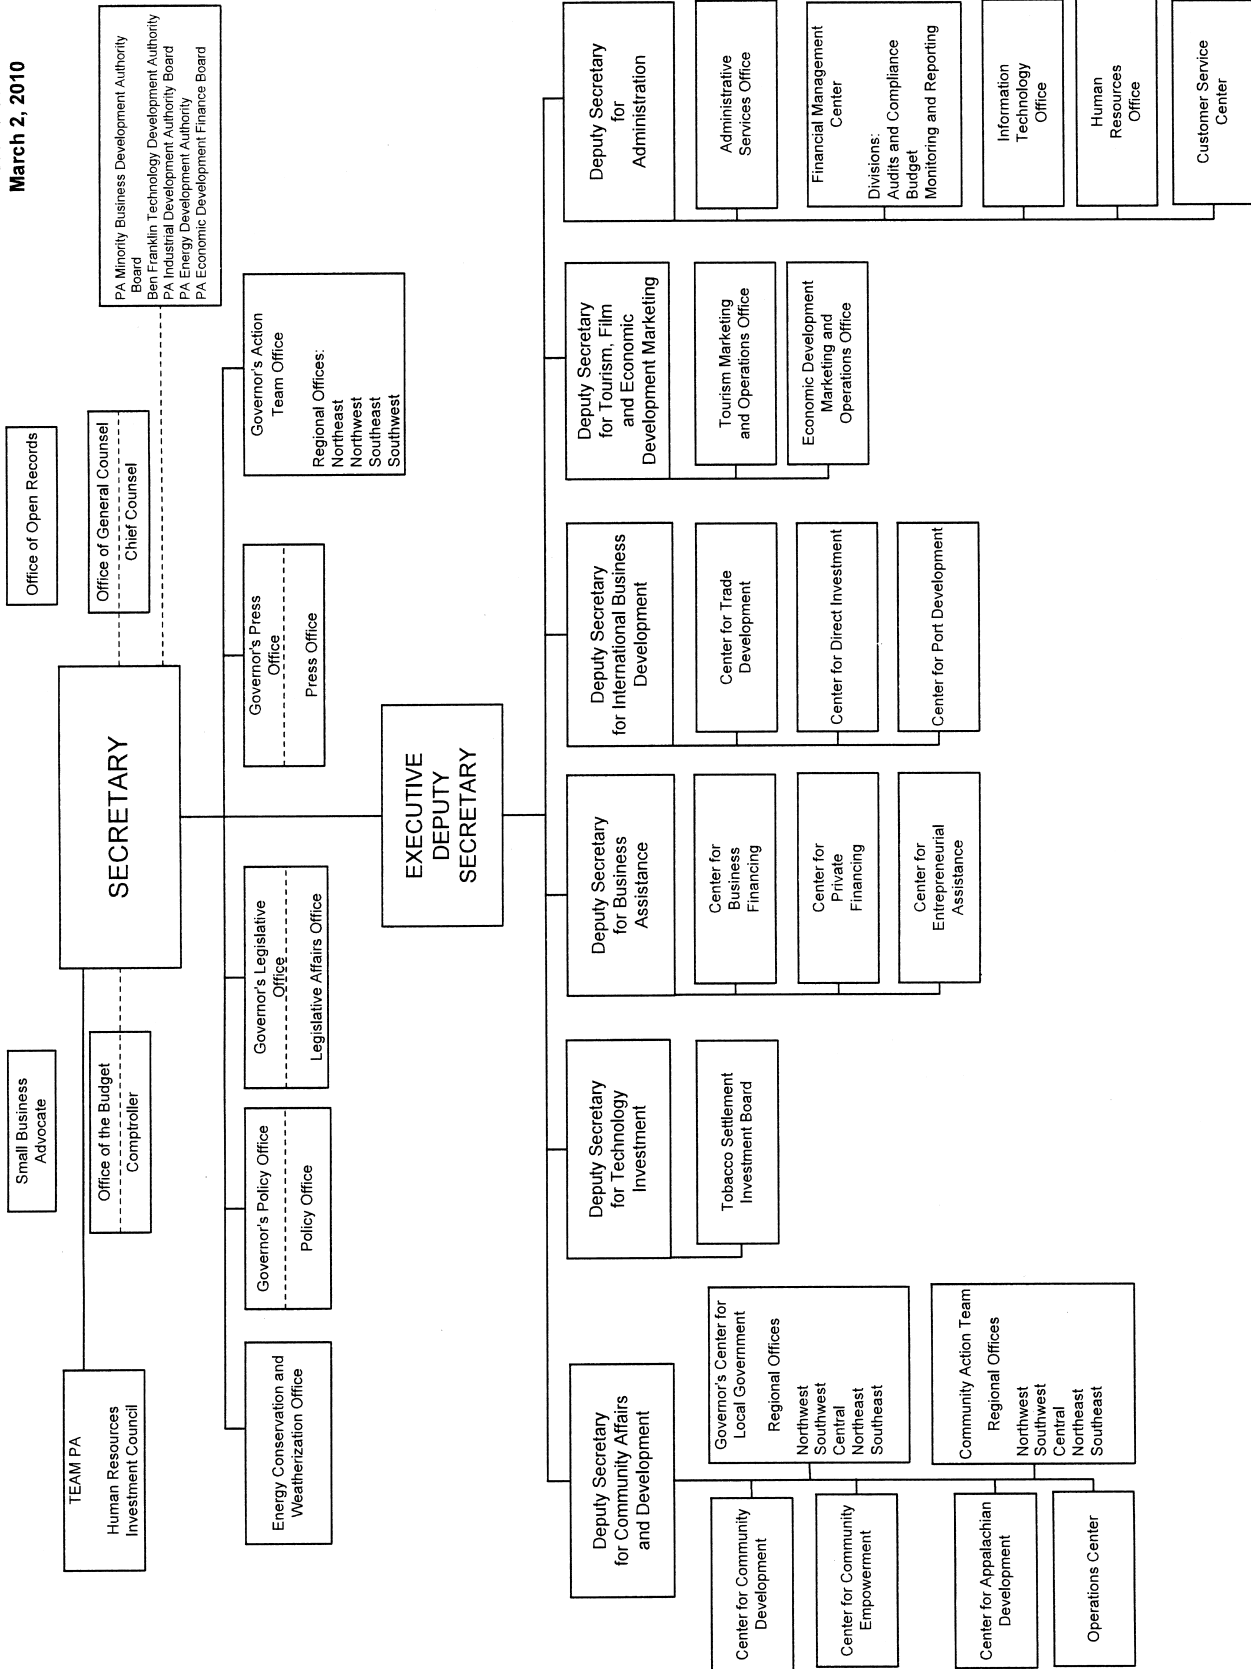 March 2, 2010
Small Business
Advocate
Office of Open Records
TEAM PA
Human Resources
Investment Council
Office of the Budget
Comptroller
SECRETARY
Office of General Counsel
Chief Counsel
PA Minority Business Development Authority
Board
Ben Franklin Technology Development Authority
PA Industrial Development Authority Board
PA Energy Development Authority
PA Economic Development Finance Board
Energy Conservation and
Weatherization Office
Governor's Policy Office
Policy Office
Governor's Legislative
Office
Legislative Affairs Office
Governor's Press
Office
Press Office
Governor's Action
Team Office
Regional Offices:
Northeast
Northwest
Southeast
Southwest
EXECUTIVE
DEPUTY
SECRETARY
Deputy Secretary
for Community Affairs
and Development
Center for Community
Development
Center for Community
Empowerment
Center for Appalachian
Development
Operations Center
Governor's Center for
Local Government
Regional Offices
Northwest
Southwest
Central
Northeast
Southeast
Community Action Team
Regional Offices
Northwest
Southwest
Central
Northeast
Southeast
Deputy Secretary
for Technology
Investment
Tobacco Settlement
Investment Board
Deputy Secretary
for Business
Assistance
Center for
Business
Financing
Center for
Private
Financing
Center for
Entrepreneurial
Assistance
Deputy Secretary
for International Business
Development
Center for Trade
Development
Center for Direct Investment
Center for Port Development
Deputy Secretary
for Tourism, Film
and Economic
Development Marketing
Tourism Marketing
and Operations Office
Economic Development
Marketing and
Operations Office
Deputy Secretary
for
Administration
Administrative
Services Office
Financial Management
Center
Divisions:
Audits and Compliance
Budget
Monitoring and Reporting
Information
Technology
Office
Human
Resources
Office
Customer Service
Center